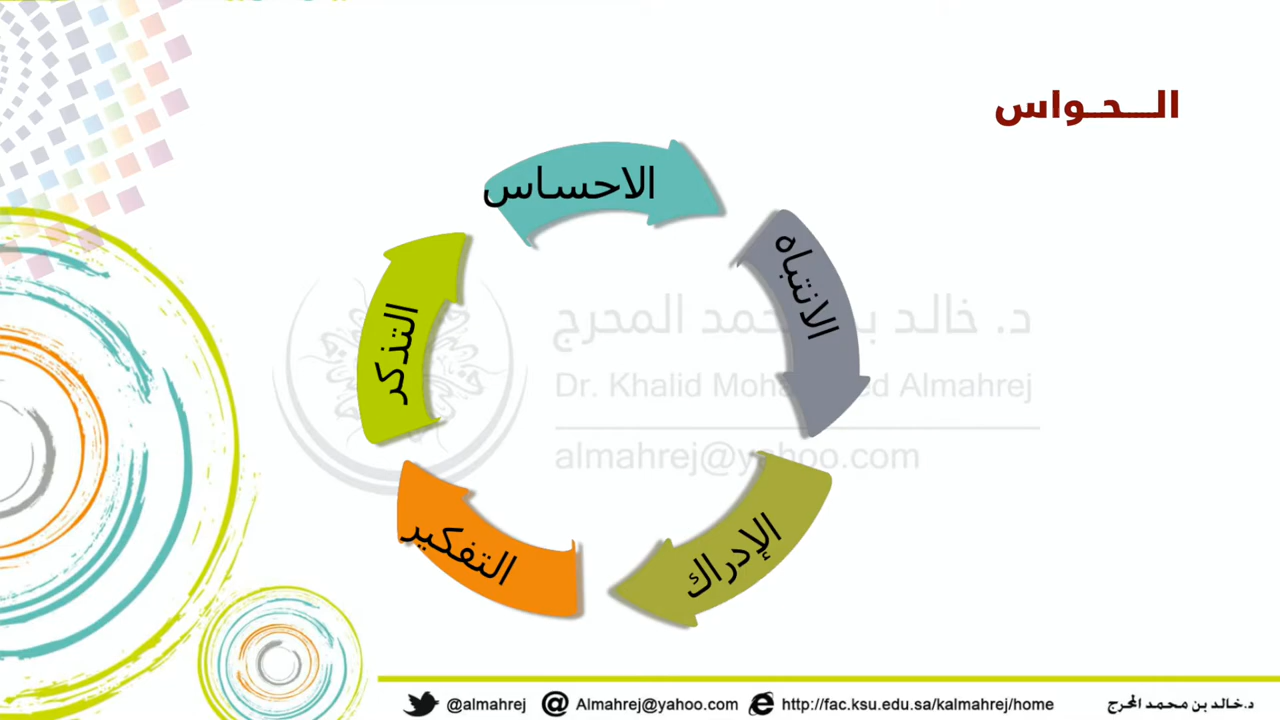 الـــحــواس
الاحساس
الانتباه
الإدراك
التفكير
التذكر
د. خالد بن محمد المحرج
Dr. Khalid Mohammed Almahrej
almahrej@yahoo.com
@almahrej
Almahrej@yahoo.com
http://fac.ksu.edu.sa/kalmahrej/home
د.خالد بن محمد المحرج